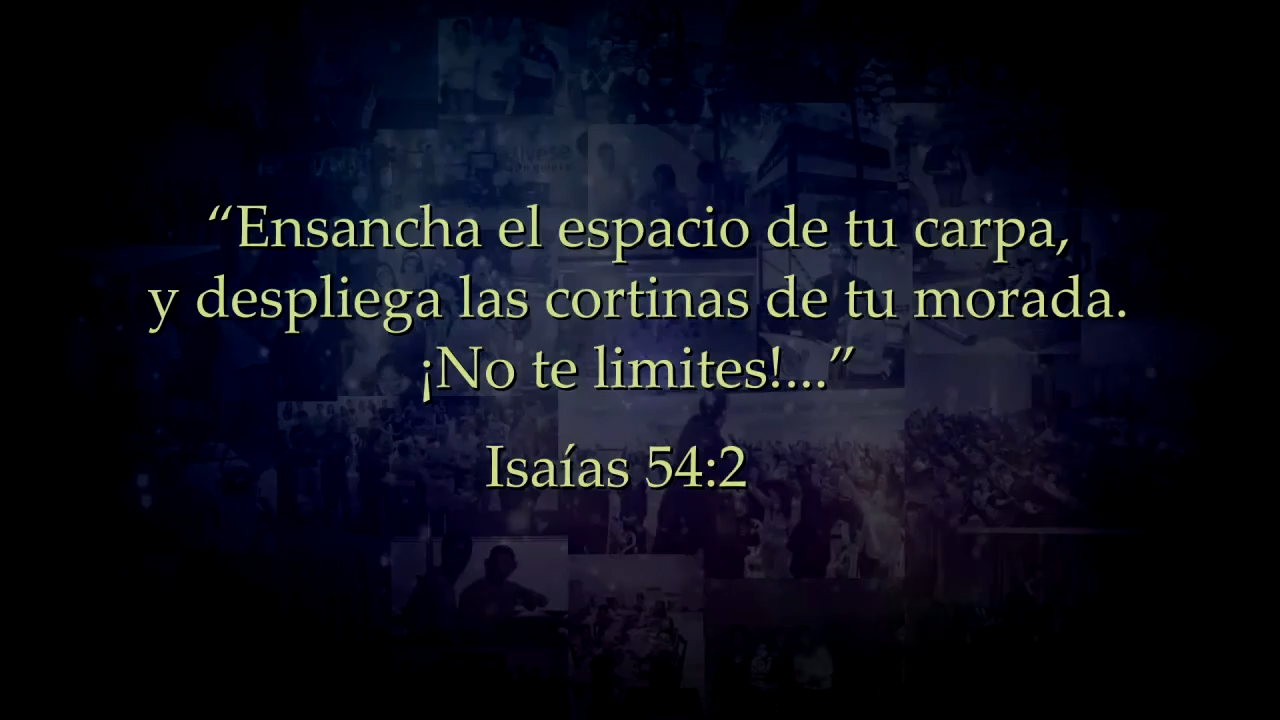 “Ensancha el espacio de tu carpa,
y despliega las cortinas de tu morada.
¡No te limites!...”
Isaías 54:2